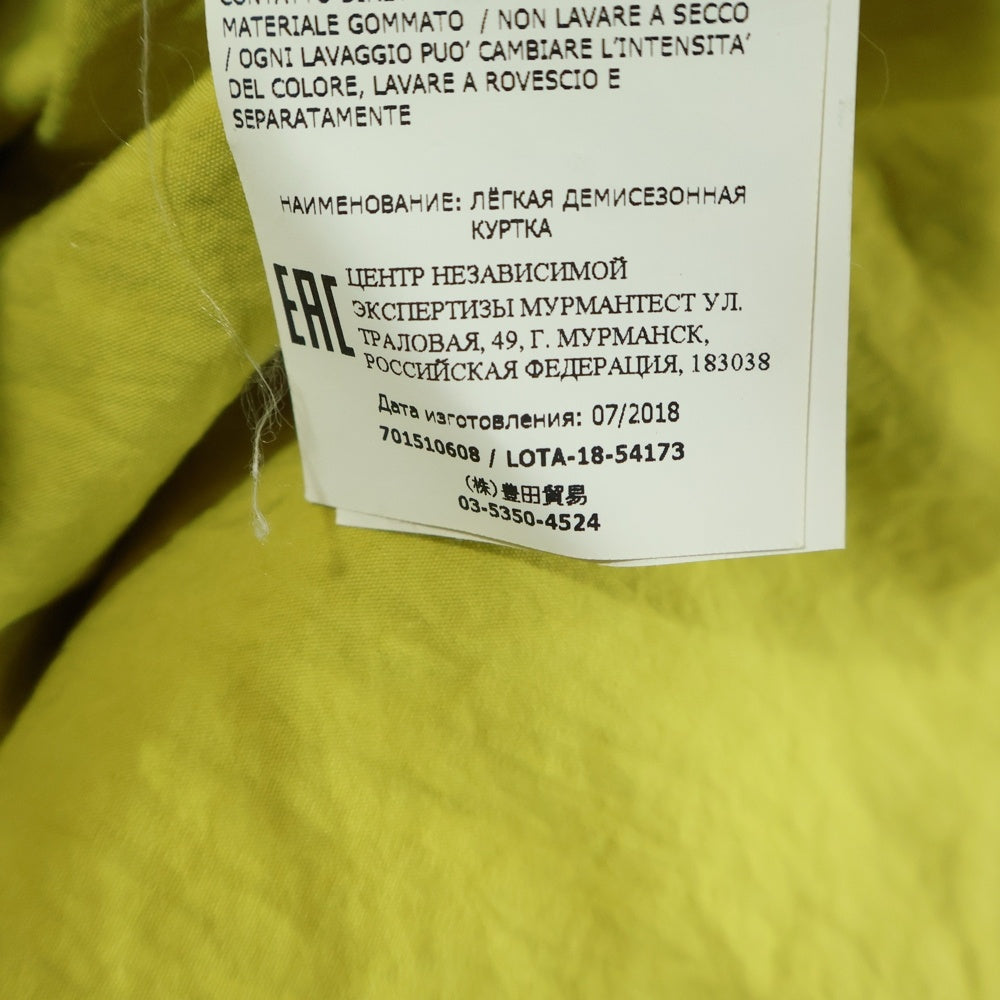 MATERIALE GOMMATO / NON LAVARE A SECCO
/ OGNI LAVAGGIO PUO' CAMBIARE L'INTENSITA'
DEL COLORE, LAVARE A ROVESCIO E
SEPARATAMENTE
НАИМЕНОВАНИЕ: ЛЁГКАЯ ДЕМИСЕЗОННАЯ
КУРТКА
EAC
ЦЕНТР НЕЗАВИСИМОЙ
ЭКСПЕРТИЗЫ МУРМАНТЕСТ УЛ.
ТРАЛОВАЯ, 49, Г. МУРМАНСК,
РОССИЙСКАЯ ФЕДЕРАЦИЯ, 183038
Дата изготовления: 07/2018
701510608 / LOTA-18-54173
(株)豊田貿易
03-5350-4524